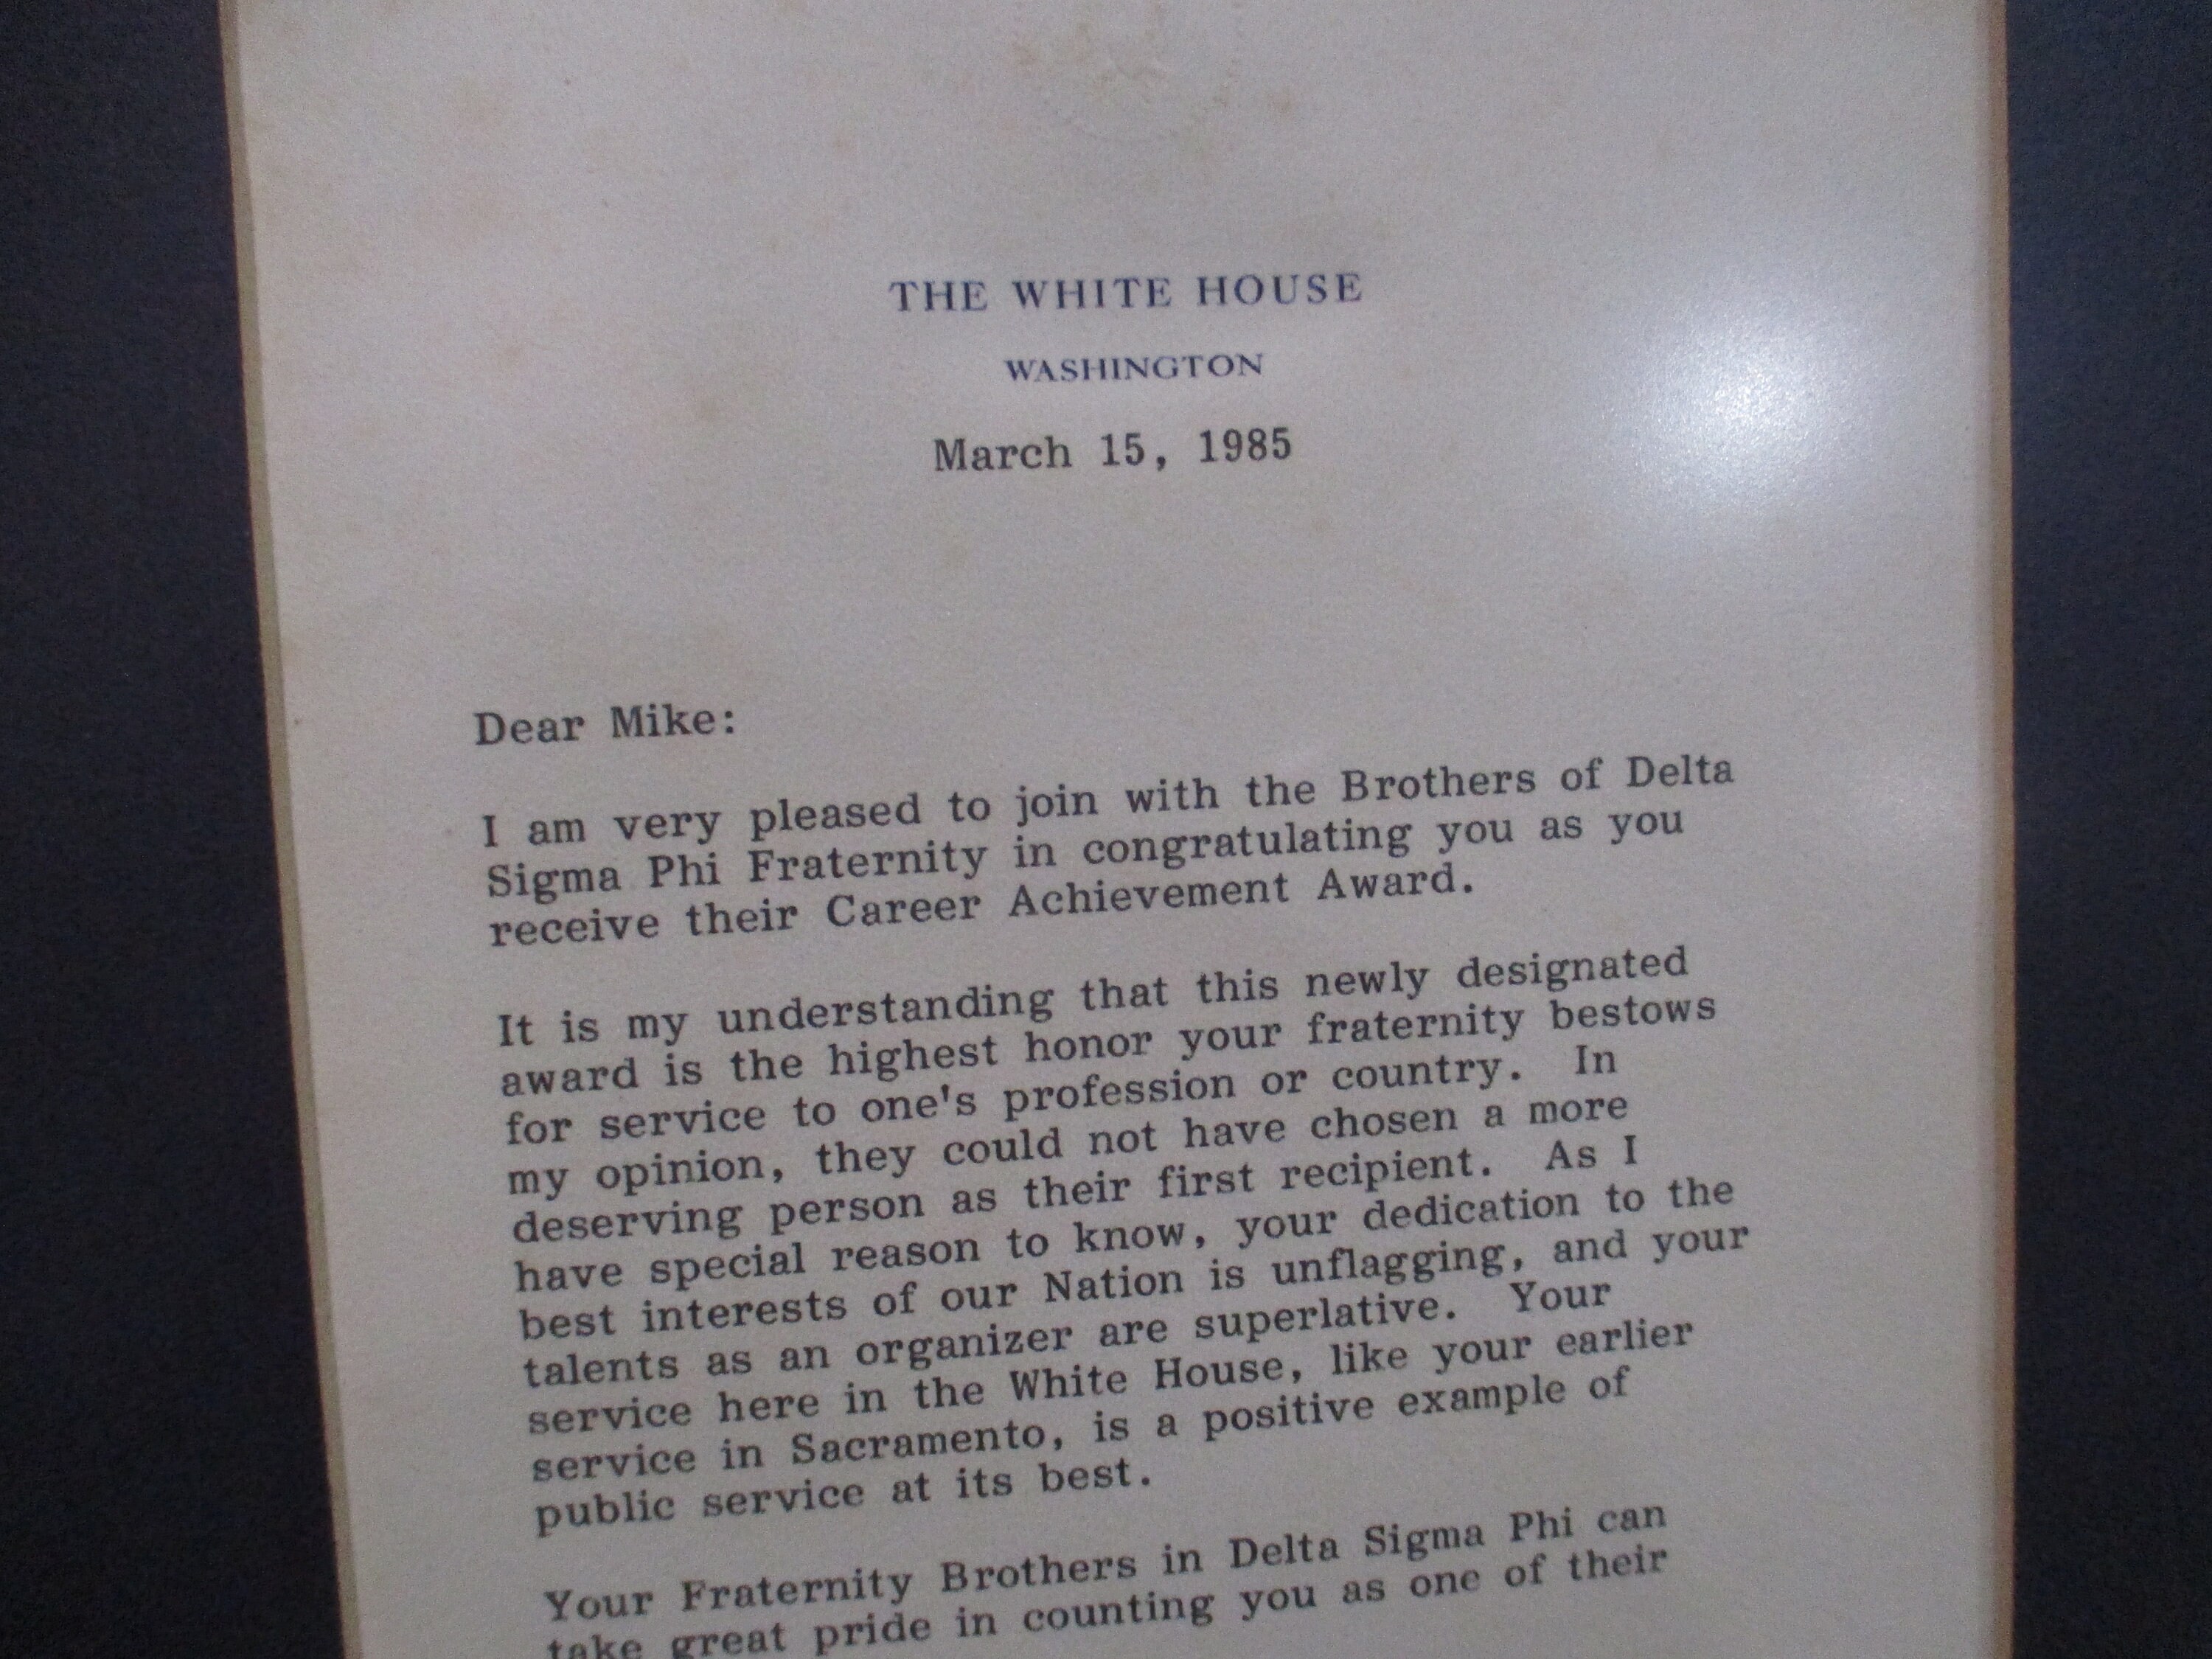 THE WHITE HOUSE
WASHINGTON
March 15, 1985
Dear Mike:
I am very pleased to join with the Brothers of Delta
Sigma Phi Fraternity in congratulating you as you
receive their Career Achievement Award.
It is my understanding that this newly designated
award is the highest honor your fraternity bestows
for service to one's profession or country.  In
my opinion, they could not have chosen a more
deserving person as their first recipient.  As I
have special reason to know, your dedication to the
best interests of our Nation is unflagging, and your
talents as an organizer are superlative.  Your
service here in the White House, like your earlier
service in Sacramento, is a positive example of
public service at its best.
Your Fraternity Brothers in Delta Sigma Phi can
take great pride in counting you as one of their